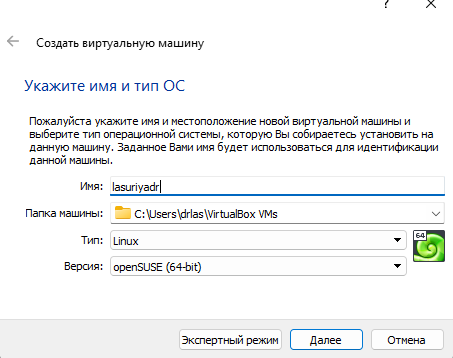 ?
Создать виртуальную машину
Укажите имя и тип ОС
Пожалуйста укажите имя и местоположение новой виртуальной машины и
выберите тип операционной системы, которую Вы собираетесь установить на
данную машину. Заданное Вами имя будет использоваться для идентификации
данной машины.
Имя: lasuriyadr
Папка машины: C:\Users\drlas\VirtualBox VMs
Тип: Linux
64
Версия: openSUSE (64-bit)
Экспертный режим Далее Отмена